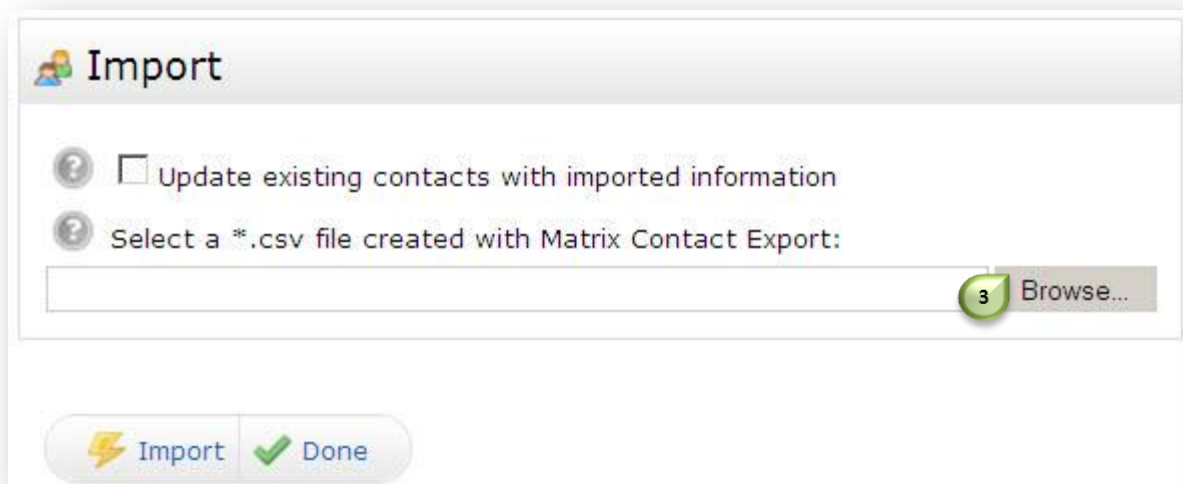 Import
Update existing contacts with imported information
Select a *.csv file created with Matrix Contact Export:
3 Browse...
Import Done